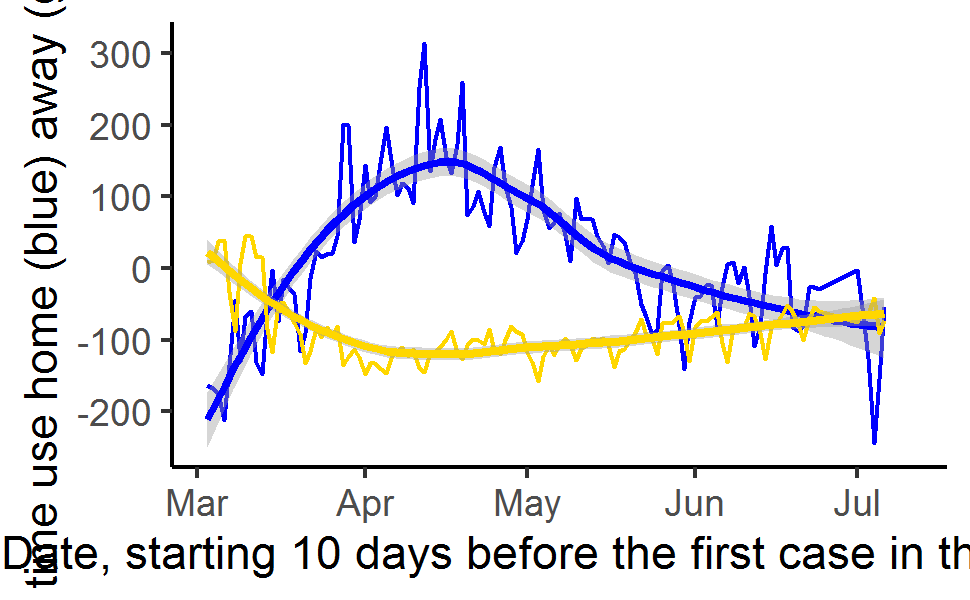 time use home (blue) away (
300
200
100
0
-100
-200
Mar Apr May Jun Jul
Date, starting 10 days before the first case in th